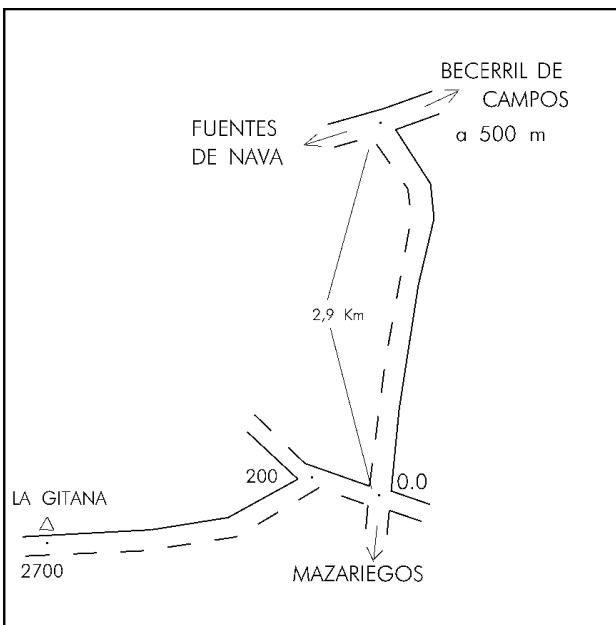 BECERRIL DE
CAMPOS
a 500 m
FUENTES
DE NAVA
2,9 Km
200
0.0
LA GITANA
2700
MAZARIEGOS